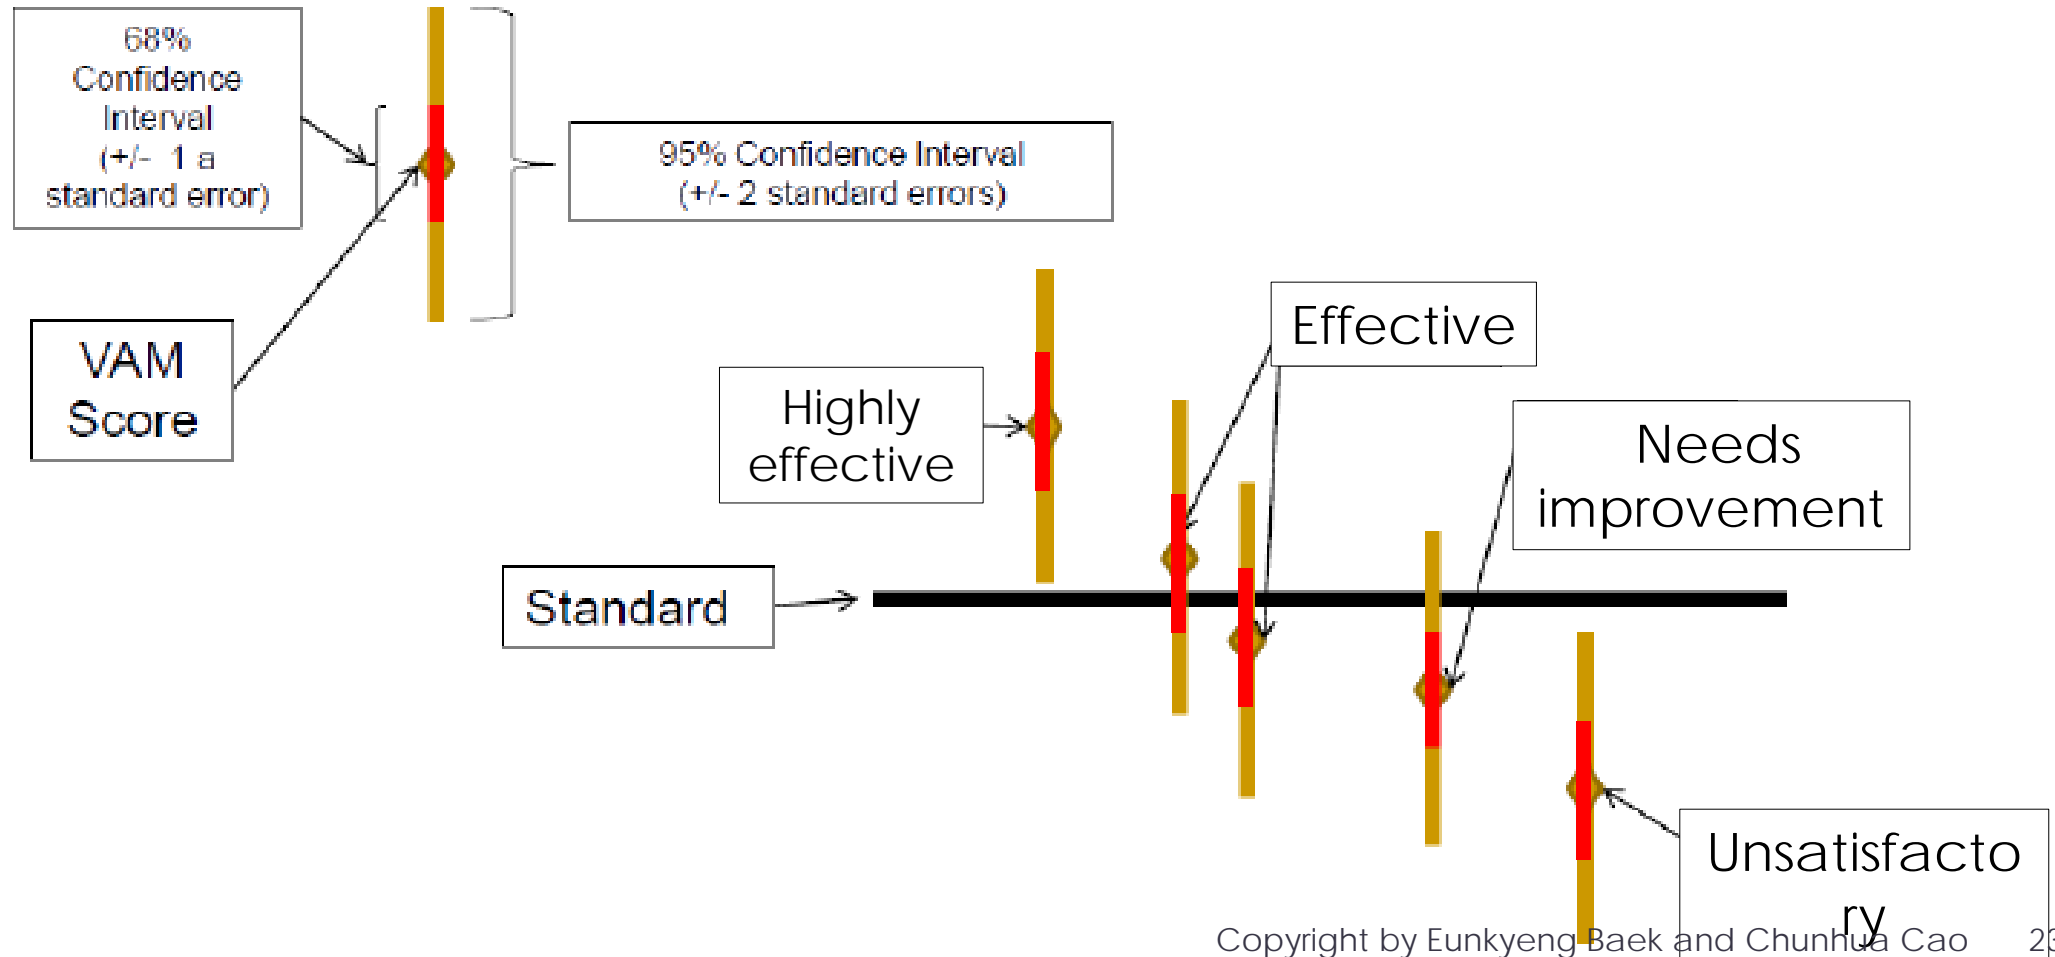 68%
Confidence
Interval
(+/- 1 a
standard error)
95% Confidence Interval
(+/- 2 standard errors)
VAM
Score
Effective
Highly
effective
Needs
improvement
Standard
Unsatisfacto
ry
Copyright by Eunkyeng Baek and Chunhua Cao
23